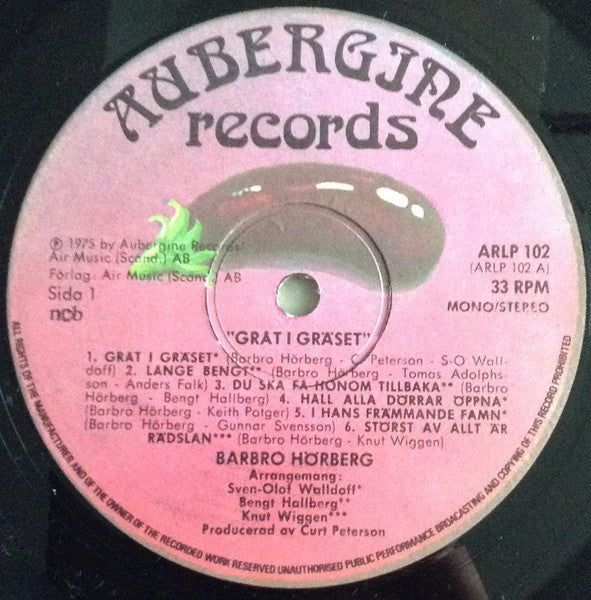 AUBERGINE
records
℗ 1975 by Aubergine Records/
Air Music (Scand.) AB
Förlag: Air Music (Scand.) AB
Sida 1
ncb
ARLP 102
(ARLP 102 A)
33 RPM
MONO/STEREO
"GRÅT I GRÄSET"
1. GRÅT I GRÄSET* (Barbro Hörberg - C. Peterson - S-O Wall-
doff) 2. LÅNGE BENGT** (Barbro Hörberg - Tomas Adolphs-
son - Anders Falk) 3. DU SKA FÅ HONOM TILLBAKA** (Barbro
Hörberg - Bengt Hallberg) 4. HÅLL ALLA DÖRRAR ÖPPNA*
(Barbro Hörberg - Keith Potger) 5. I HANS FRÄMMANDE FAMN*
(Barbro Hörberg - Gunnar Svensson) 6. STÖRST AV ALLT ÄR
RÄDSLAN*** (Barbro Hörberg - Knut Wiggen)
BARBRO HÖRBERG
Arrangemang:
Sven-Olof Walldoff*
Bengt Hallberg**
Knut Wiggen***
Producerad av Curt Peterson
ALL RIGHTS OF THE MANUFACTURER AND OF THE OWNER OF THE RECORDED WORK RESERVED UNAUTHORISED PUBLIC PERFORMANCE BROADCASTING AND COPYING OF THIS RECORD PROHIBITED